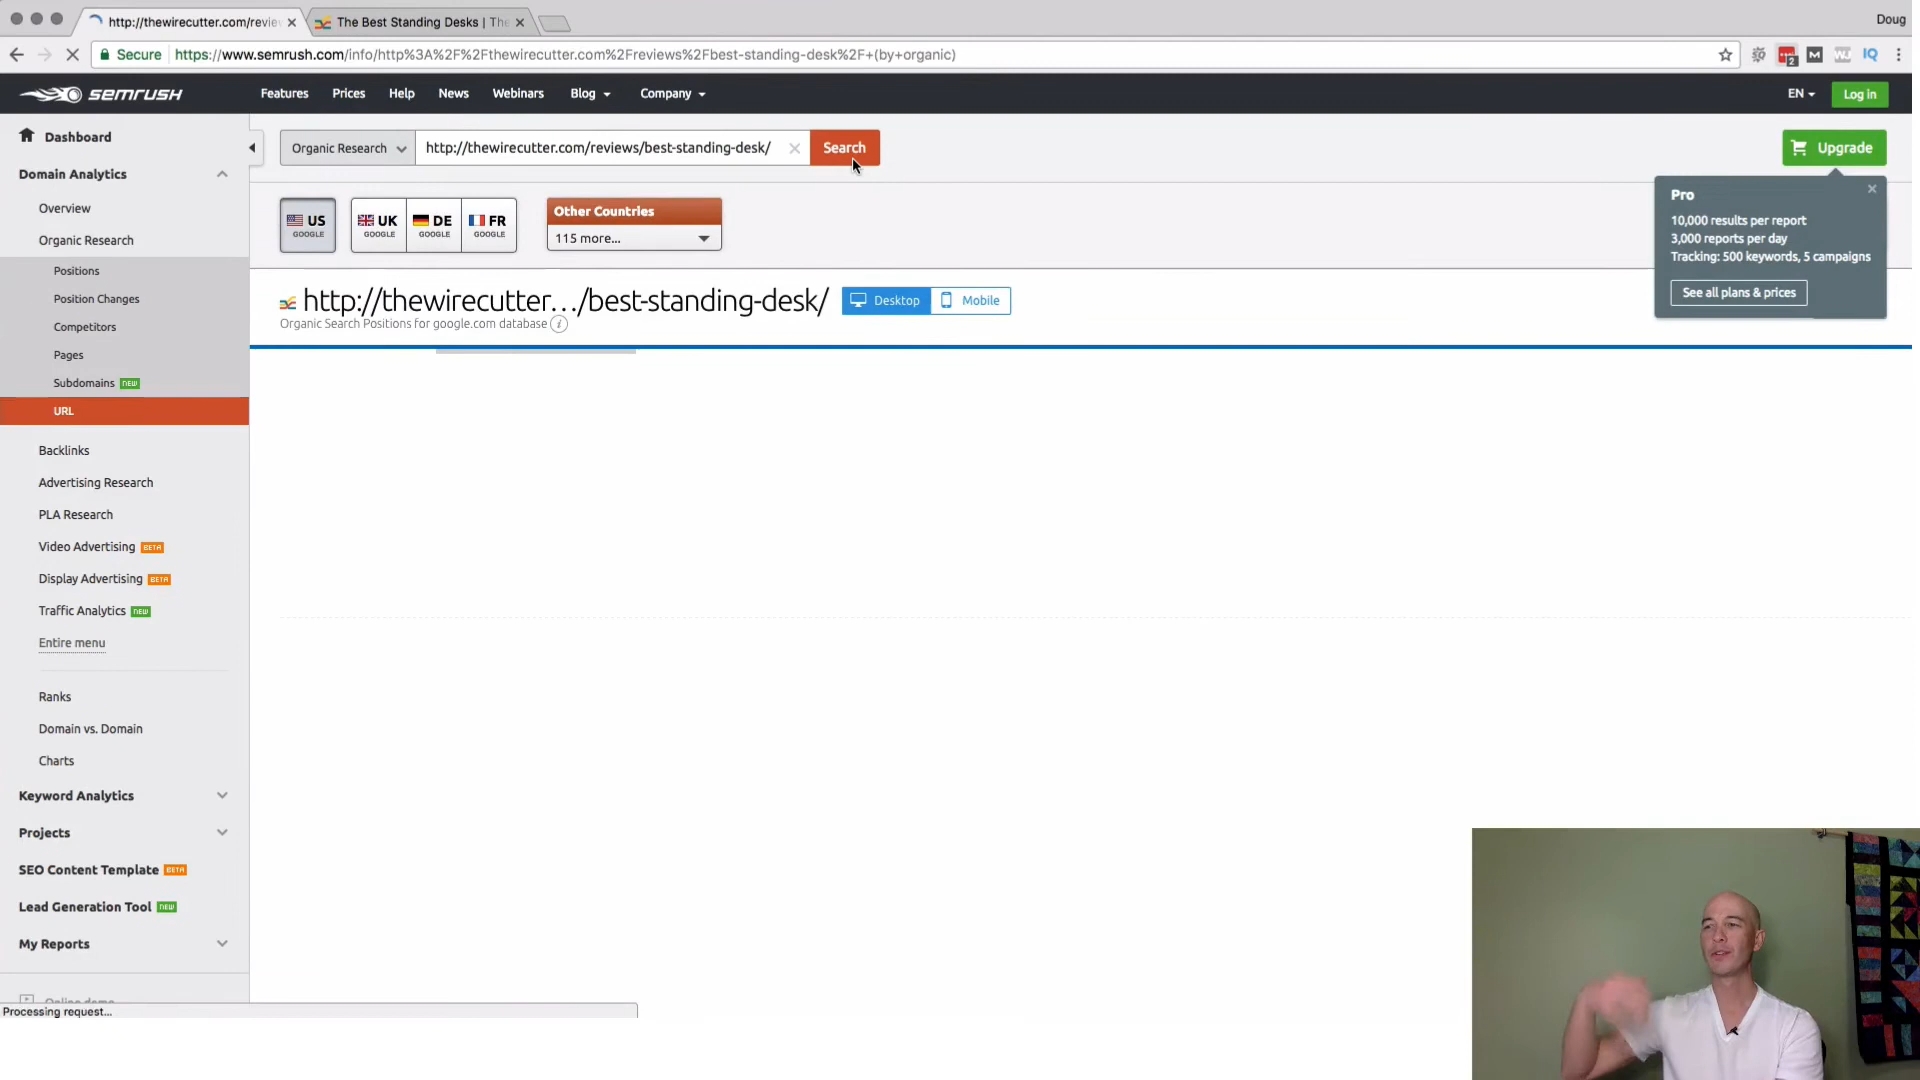 http://thewirecutter.com/revie
The Best Standing Desks | The
Doug
Secure
https://www.semrush.com/info/http%3A%2F%2Fthewirecutter.com%2Freviews%2Fbest-standing-desk%2F+(by+organic)
2
M
IQ
semrush
Features
Prices
Help
News
Webinars
Blog
Company
EN
Log in
Dashboard
Organic Research
http://thewirecutter.com/reviews/best-standing-desk/
Search
Upgrade
Domain Analytics
Overview
Organic Research
Positions
Position Changes
Competitors
Pages
Subdomains NEW
URL
Backlinks
Advertising Research
PLA Research
Video Advertising BETA
Display Advertising BETA
Traffic Analytics NEW
Entire menu
Ranks
Domain vs. Domain
Charts
Keyword Analytics
Projects
SEO Content Template BETA
Lead Generation Tool NEW
My Reports
Online demo
Processing request...
US
GOOGLE
UK
GOOGLE
DE
GOOGLE
FR
GOOGLE
Other Countries
115 more...
Pro
10,000 results per report
3,000 reports per day
Tracking: 500 keywords, 5 campaigns
See all plans & prices
http://thewirecutter.../best-standing-desk/
Desktop
Mobile
Organic Search Positions for google.com database